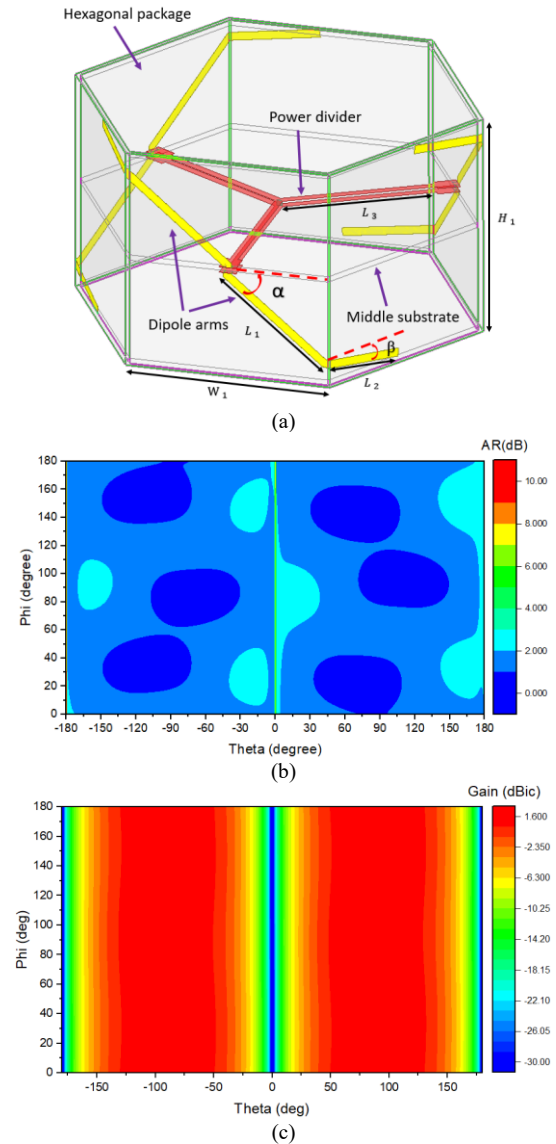 Hexagonal package
Power divider
L₃
H₁
α
Dipole arms
L₁
Middle substrate
β
L₂
W₁
(a)
AR(dB)
Phi (degree)
180
160
140
120
100
80
60
40
20
0
-180 -150 -120 -90 -60 -30 0 30 60 90 120 150 180
Theta (degree)
10.00
8.000
6.000
4.000
2.000
0.000
(b)
Gain (dBic)
Phi (deg)
180
160
140
120
100
80
60
40
20
0
-150 -100 -50 0 50 100 150
Theta (deg)
1.600
-2.350
-6.300
-10.25
-14.20
-18.15
-22.10
-26.05
-30.00
(c)